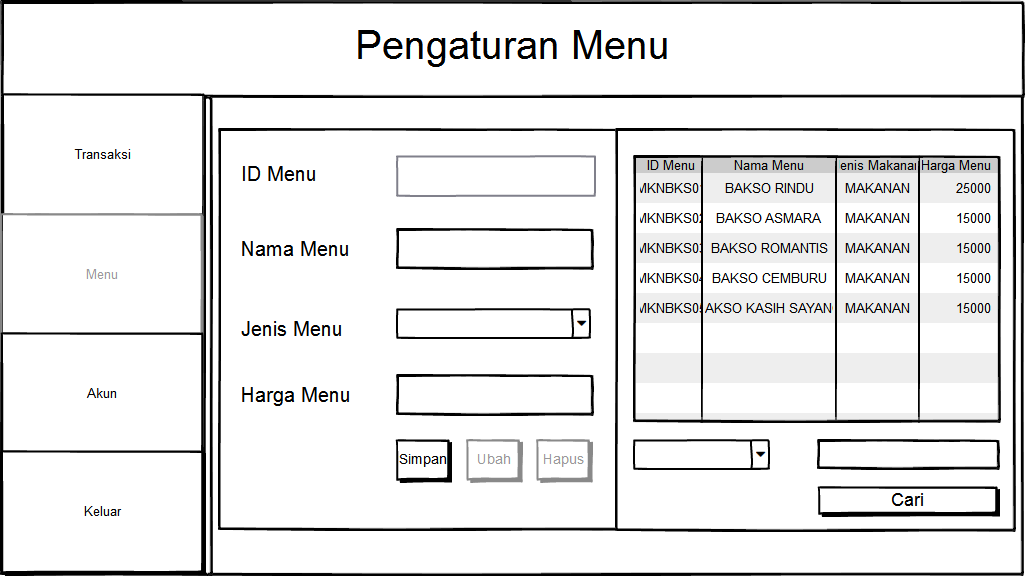 Pengaturan Menu
Transaksi
Menu
Akun
Keluar
ID Menu
Nama Menu
Jenis Menu
Harga Menu
Simpan Ubah Hapus
ID Menu Nama Menu enis Makanan Harga Menu
MKNBKS01 BAKSO RINDU MAKANAN 25000
MKNBKS02 BAKSO ASMARA MAKANAN 15000
MKNBKS03 BAKSO ROMANTIS MAKANAN 15000
MKNBKS04 BAKSO CEMBURU MAKANAN 15000
MKNBKS05 AKSO KASIH SAYAN MAKANAN 15000
Cari